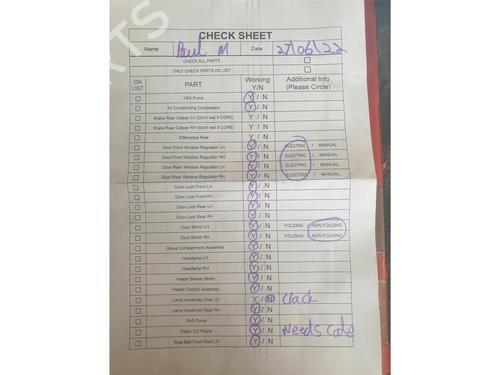 CHECK SHEET
Name Paul M Date 27/06/22
CHECK ALL PARTS
ONLY CHECK PARTS ON LIST
ON LIST PART Working Y/N Additional Info (Please Circle)
ABS Pump Y / N
Air Conditioning Compressor Y / N
Brake Rear Caliper LH (Don't test if CORE) Y / N
Brake Rear Caliper RH (Don't test if CORE) Y / N
Differential Rear Y / N
Door Front Window Regulator LH Y / N ELECTRIC / MANUAL
Door Front Window Regulator RH Y / N ELECTRIC / MANUAL
Door Rear Window Regulator LH Y / N ELECTRIC / MANUAL
Door Rear Window Regulator RH Y / N ELECTRIC / MANUAL
Door Lock Front LH Y / N
Door Lock Front RH Y / N
Door Lock Rear LH Y / N
Door Lock Rear RH Y / N
Door Mirror LH Y / N FOLDING / NON FOLDING
Door Mirror RH Y / N FOLDING / NON FOLDING
Glove Compartment Assembly Y / N
Headlamp LH Y / N
Headlamp RH Y / N
Heater Blower Motor Y / N
Heater Control Assembly Y / N
Lamp Assembly Rear LH Y / N Crack
Lamp Assembly Rear RH Y / N
PAS Pump Y / N
Radio CD Player Y / N Needs Code
Seat Belt Front Reel LH Y / N